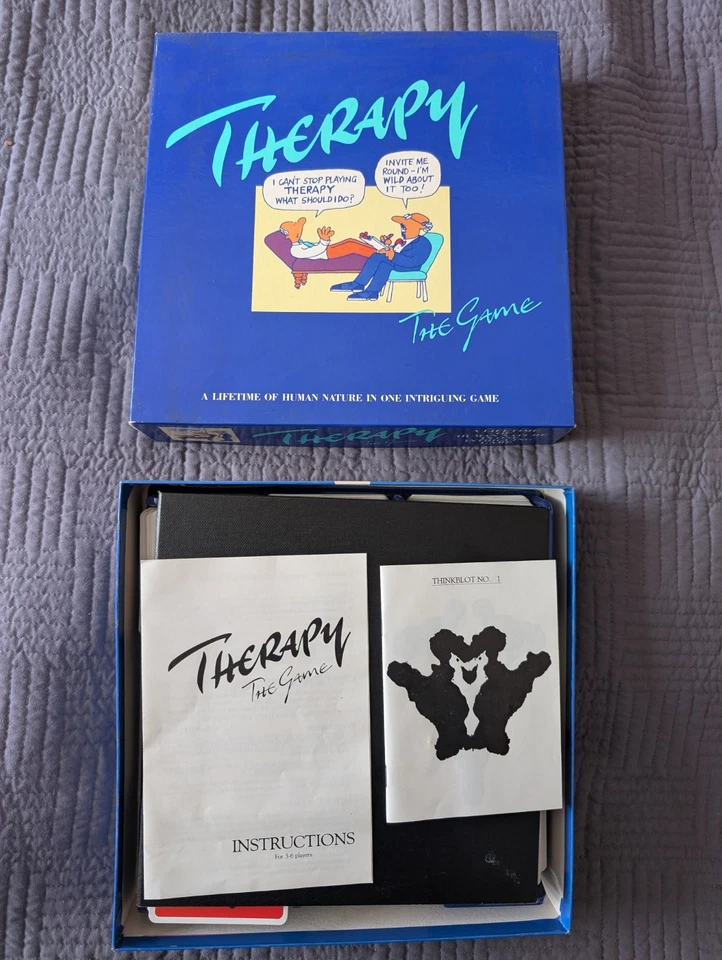 THERAPY
I CAN'T STOP PLAYING
THERAPY
WHAT SHOULD I DO?
INVITE ME
ROUND - I'M
WILD ABOUT
IT TOO!
THE GAME
A LIFETIME OF HUMAN NATURE IN ONE INTRIGUING GAME
THERAPY
THERAPY
THE GAME
INSTRUCTIONS
For 3-6 players
THINKBLOT NO. 1